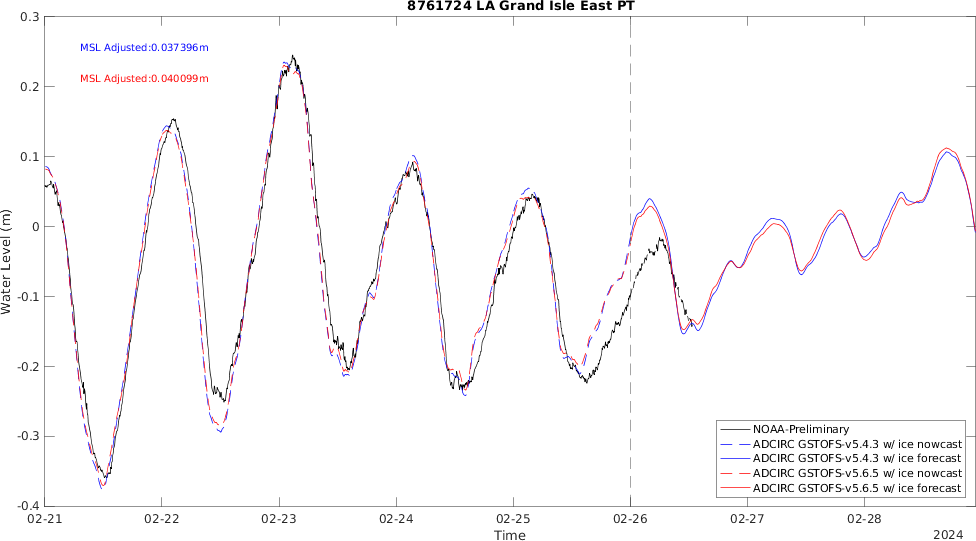 8761724 LA Grand Isle East PT
MSL Adjusted:0.037396m
MSL Adjusted:0.040099m
0.3
0.2
0.1
0
-0.1
-0.2
-0.3
-0.4
Water Level (m)
NOAA-Preliminary
ADCIRC GSTOFS-v5.4.3 w/ ice nowcast
ADCIRC GSTOFS-v5.4.3 w/ ice forecast
ADCIRC GSTOFS-v5.6.5 w/ ice nowcast
ADCIRC GSTOFS-v5.6.5 w/ ice forecast
02-21 02-22 02-23 02-24 02-25 02-26 02-27 02-28
Time
2024